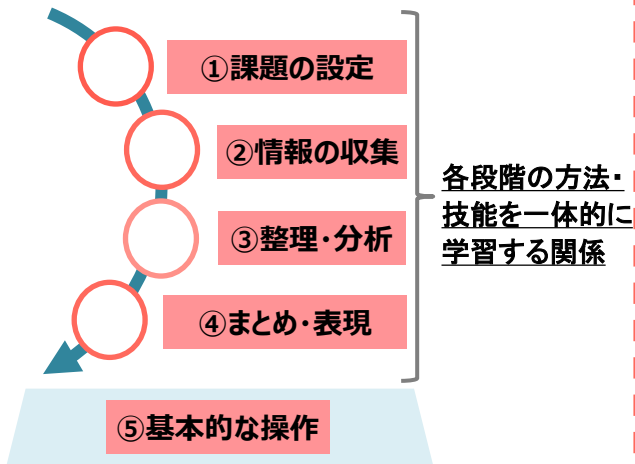 ①課題の設定
②情報の収集
③整理・分析
④まとめ・表現
各段階の方法・
技能を一体的に
学習する関係
⑤基本的な操作